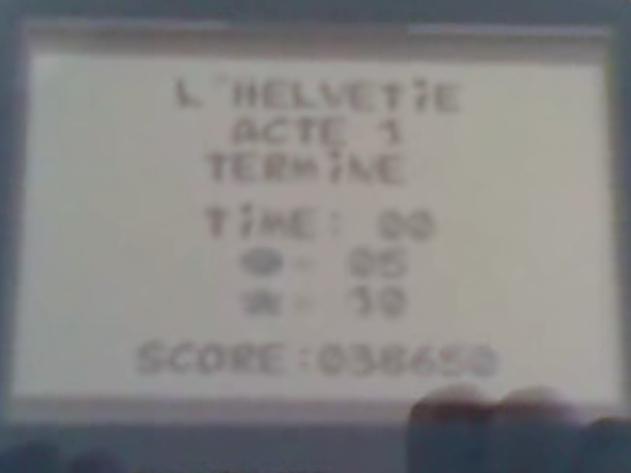 L'HELVETIE
ACTE 1
TERMINE
TIME: 00
- 05
- 10
SCORE:038650